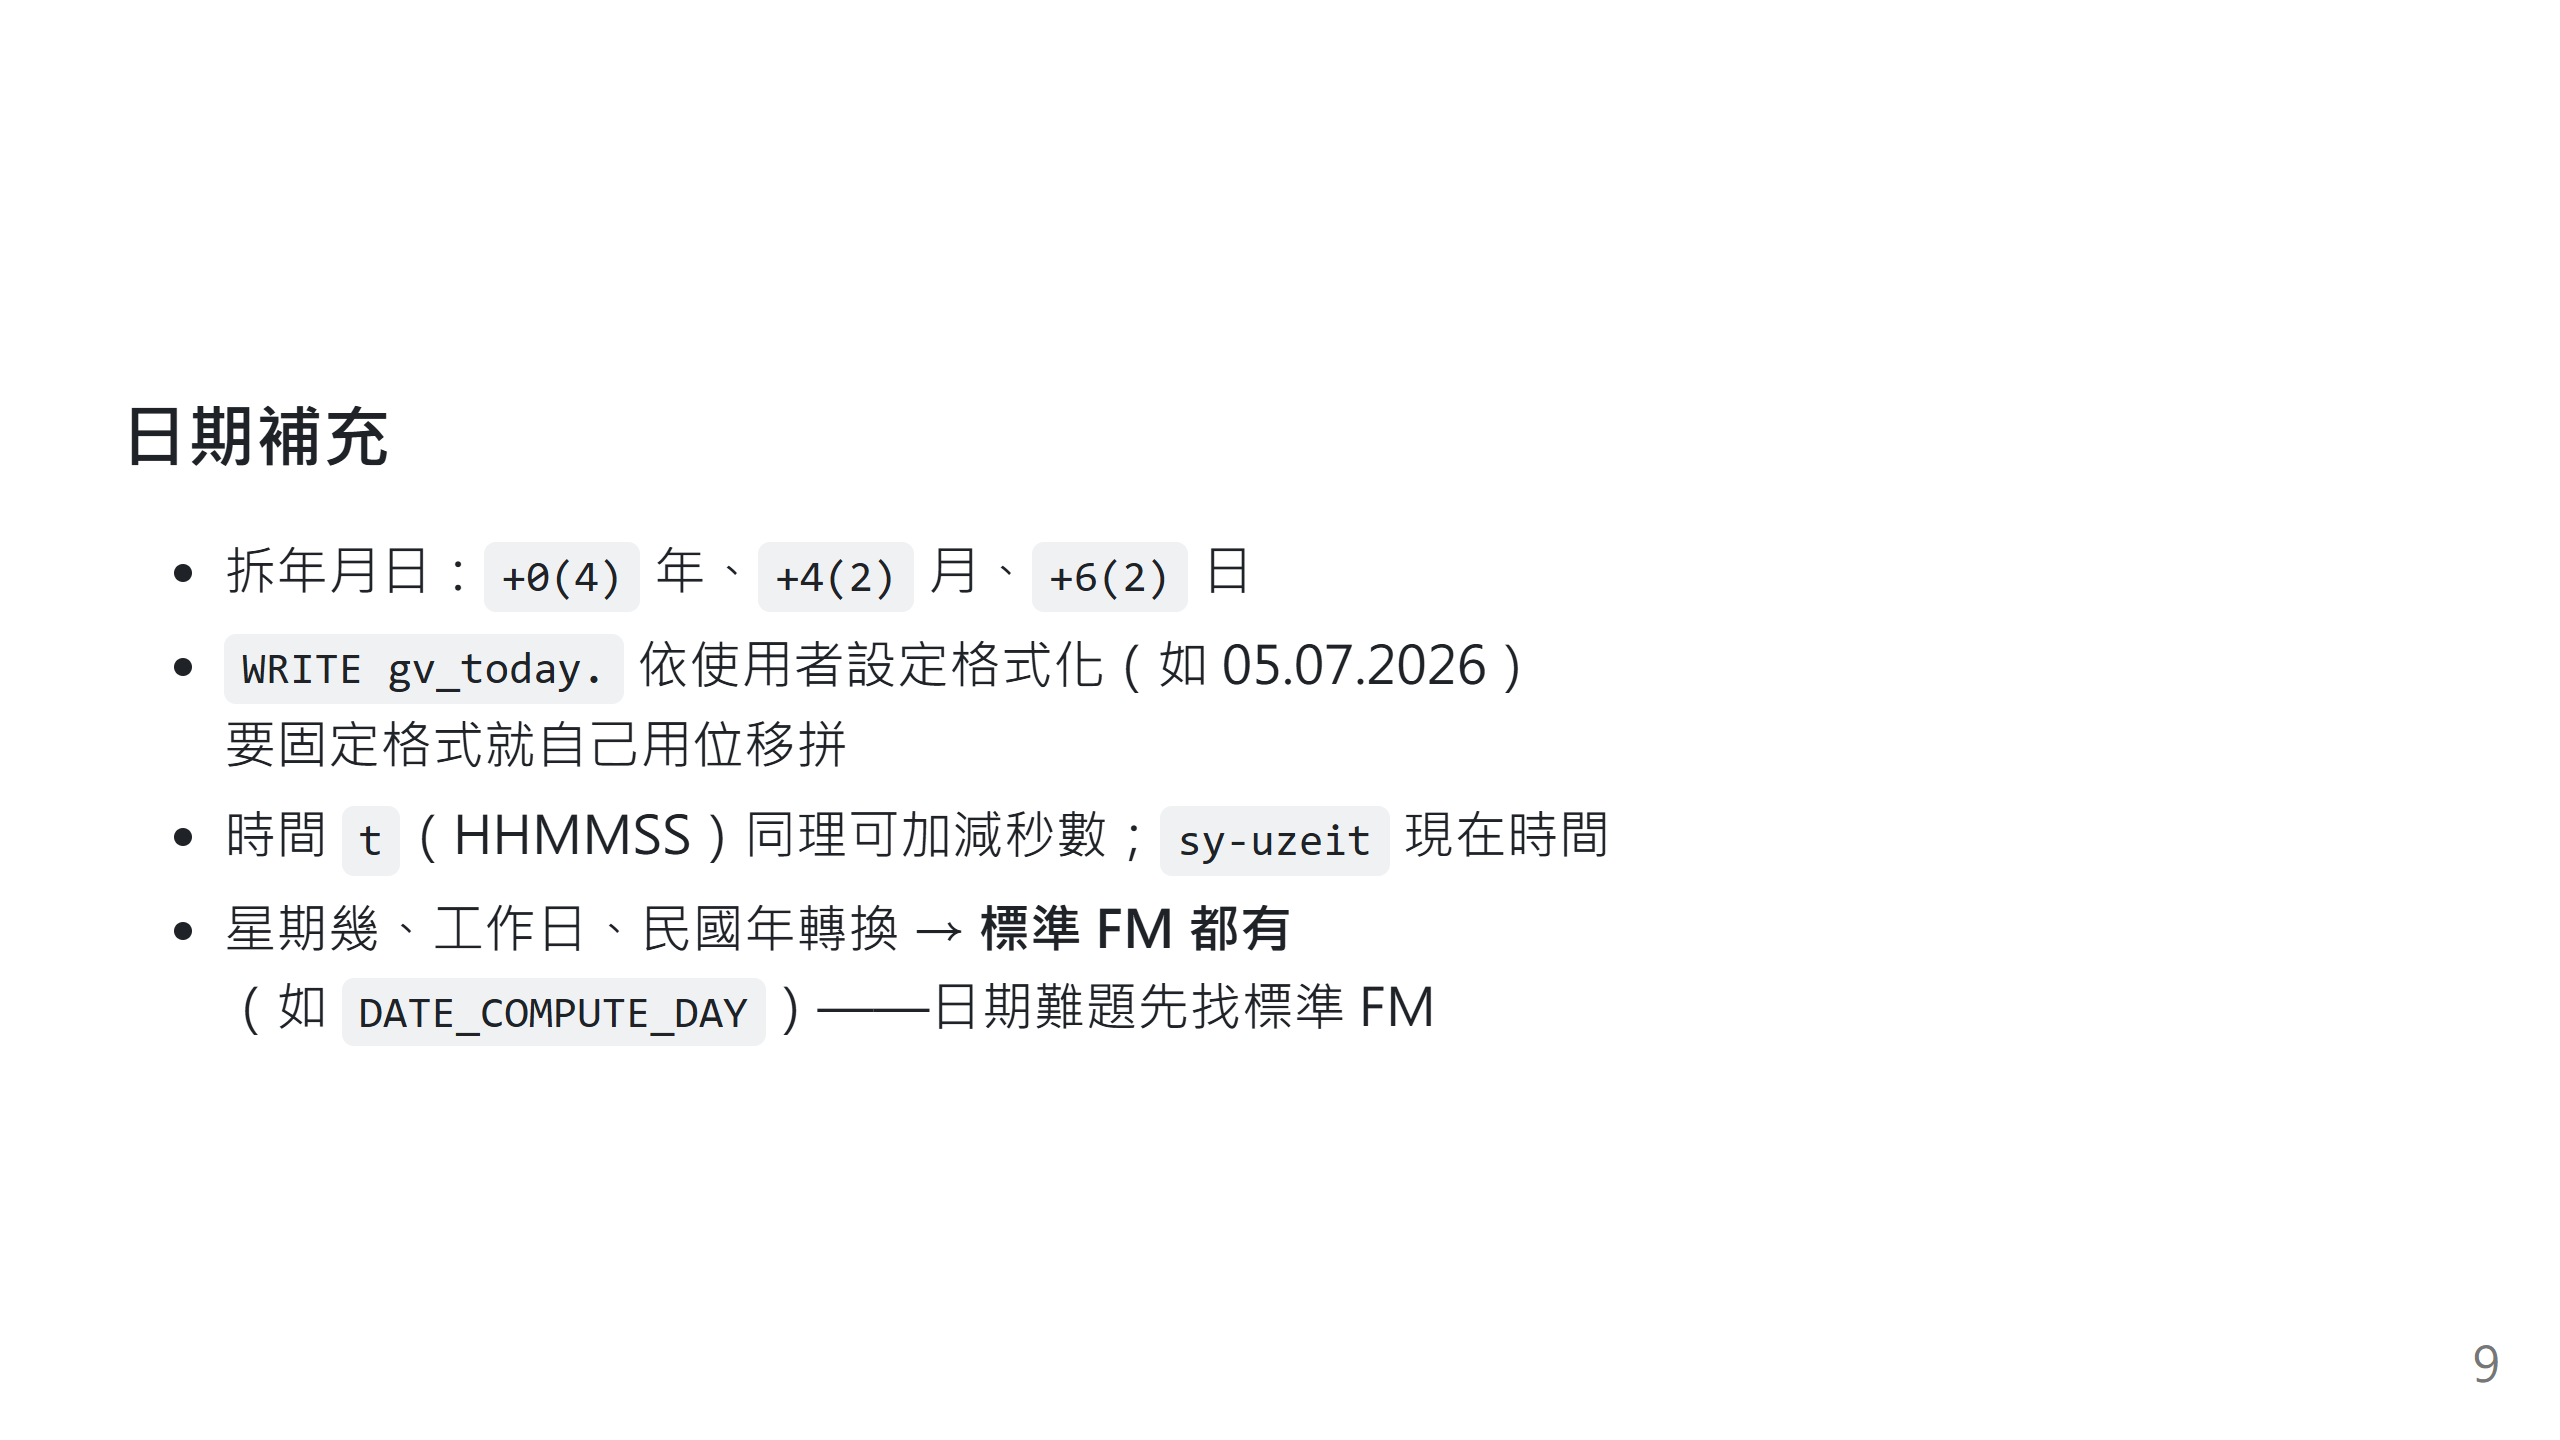 日期補充
• 拆年月日：+0(4) 年、+4(2) 月、+6(2) 日
• WRITE gv_today. 依使用者設定格式化（如 05.07.2026）
要固定格式就自己用位移拼
• 時間 t（HHMMSS）同理可加減秒數；sy-uzeit 現在時間
• 星期幾、工作日、民國年轉換 → 標準 FM 都有
（如 DATE_COMPUTE_DAY）——日期難題先找標準 FM
9